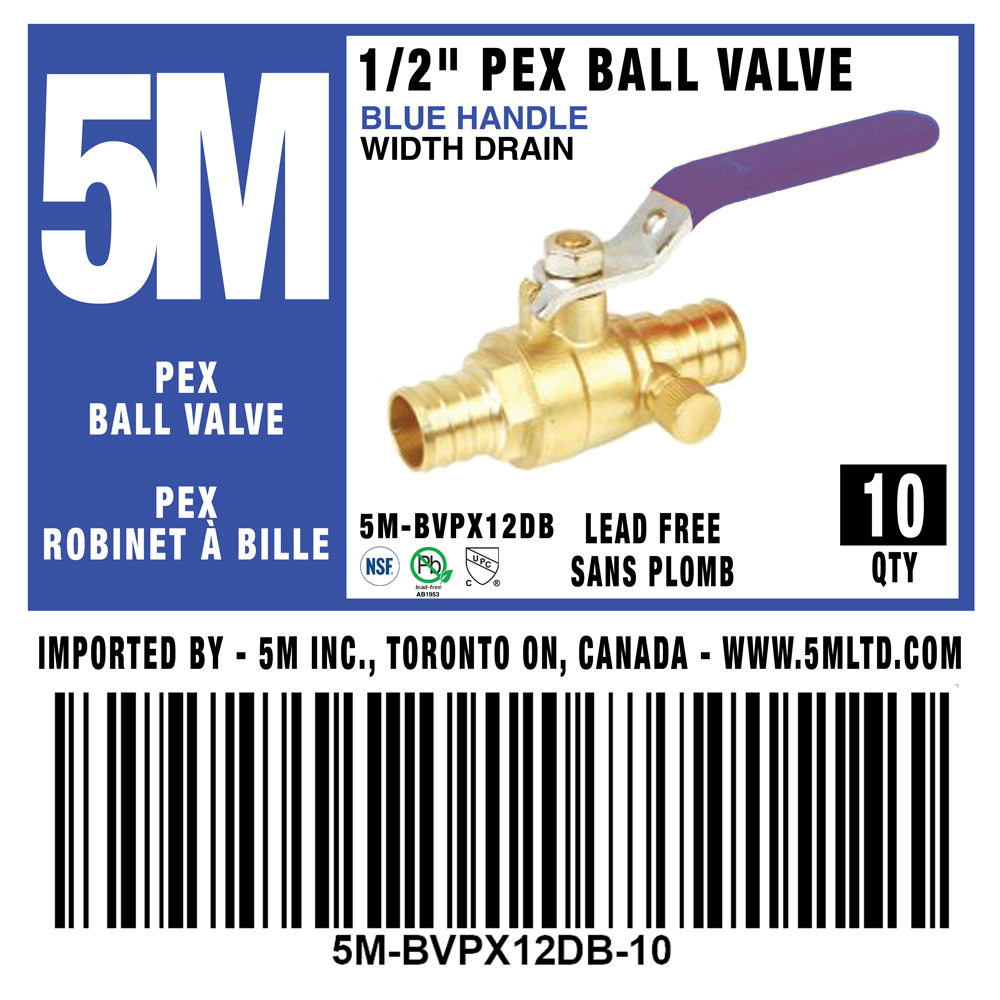 5M
PEX
BALL VALVE
PEX
ROBINET À BILLE
1/2" PEX BALL VALVE
BLUE HANDLE
WIDTH DRAIN
5M-BVPX12DB
NSF.
Pb
lead-free
AB1953
UPC
C ®
LEAD FREE
SANS PLOMB
10
QTY
IMPORTED BY - 5M INC., TORONTO ON, CANADA - WWW.5MLTD.COM
5M-BVPX12DB-10